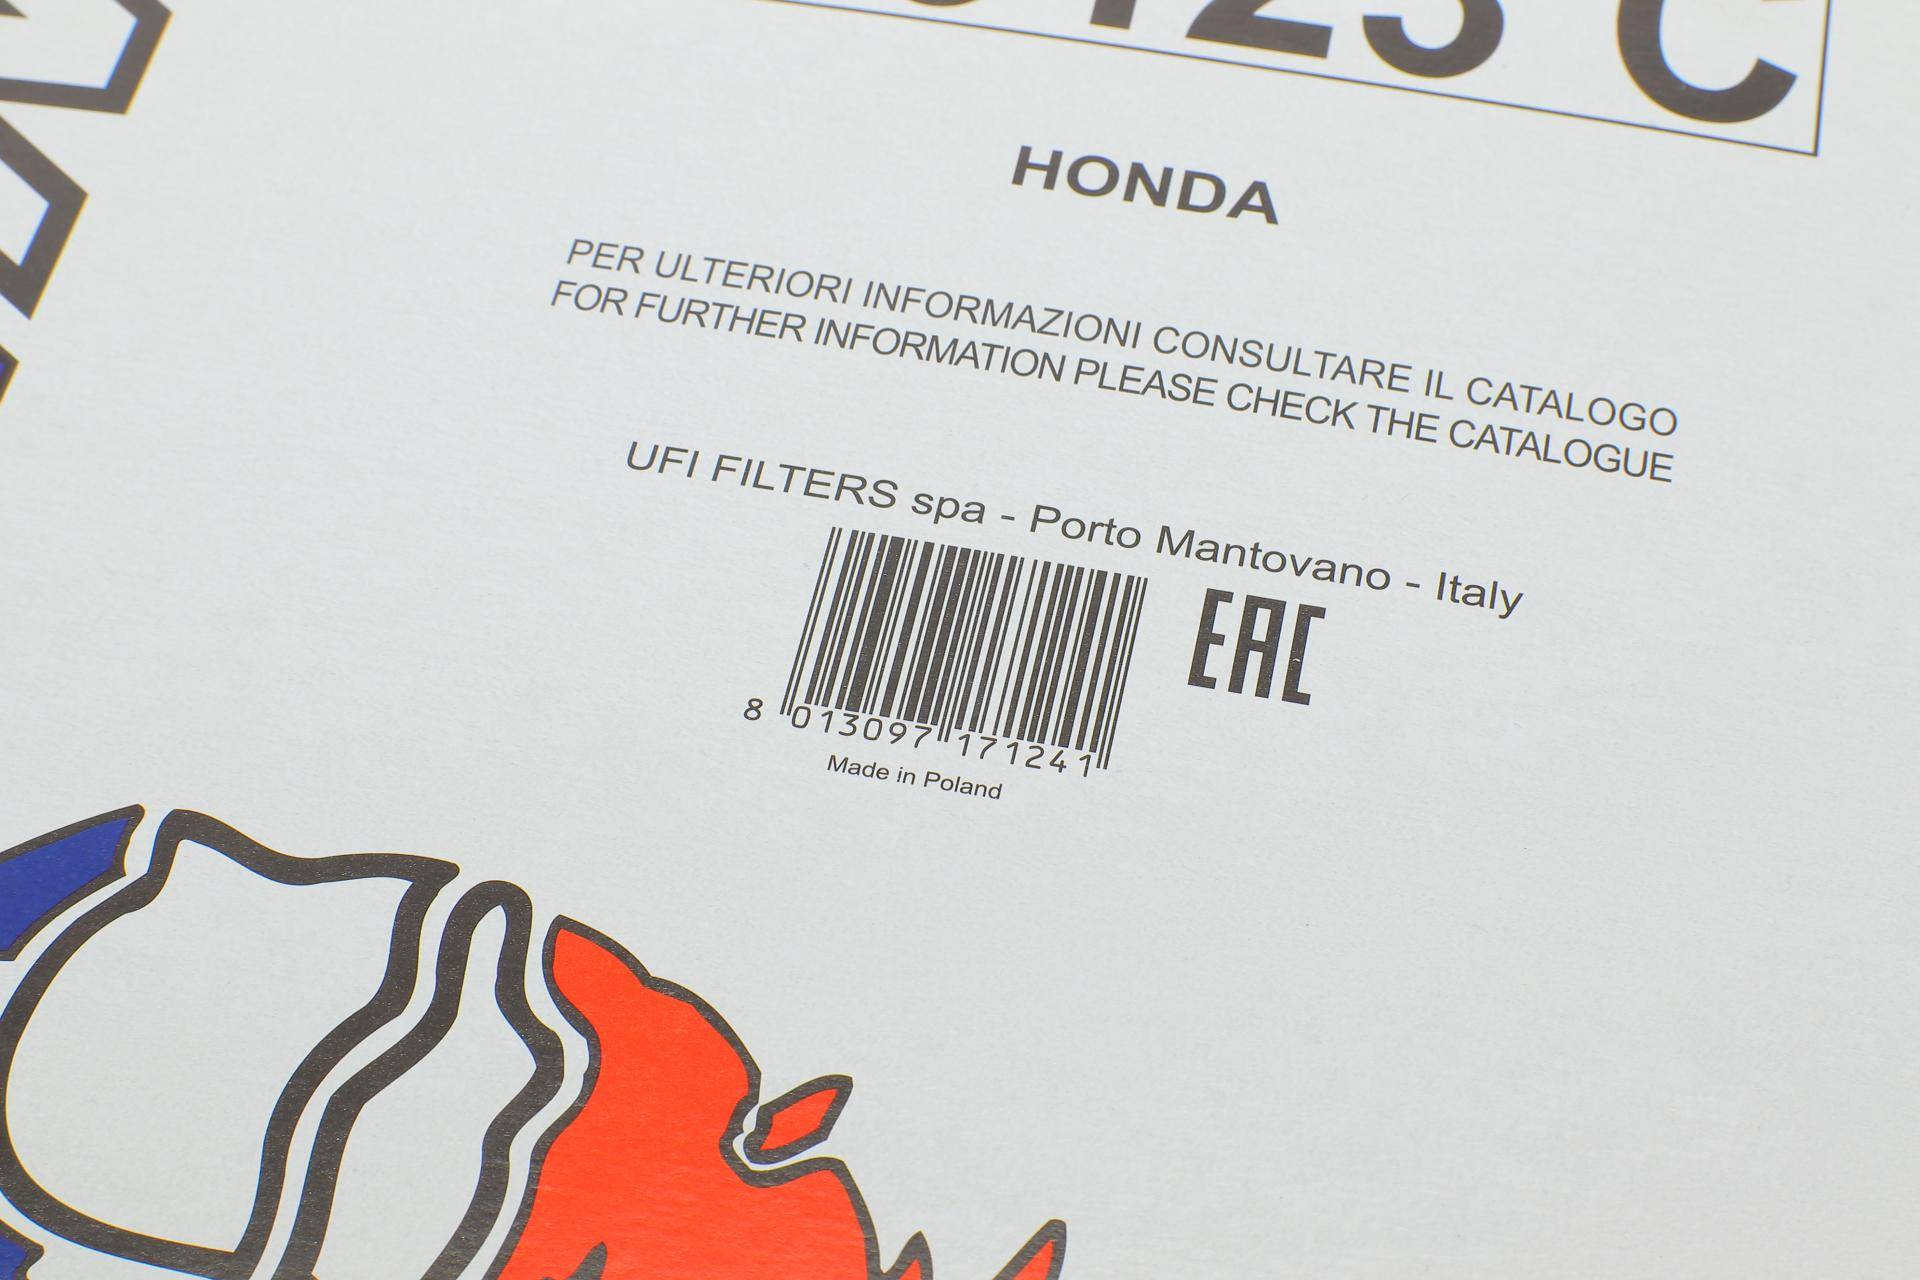 123 C
HONDA
PER ULTERIORI INFORMAZIONI CONSULTARE IL CATALOGO
FOR FURTHER INFORMATION PLEASE CHECK THE CATALOGUE
UFI FILTERS spa - Porto Mantovano - Italy
EAC
8 013097 171241
Made in Poland